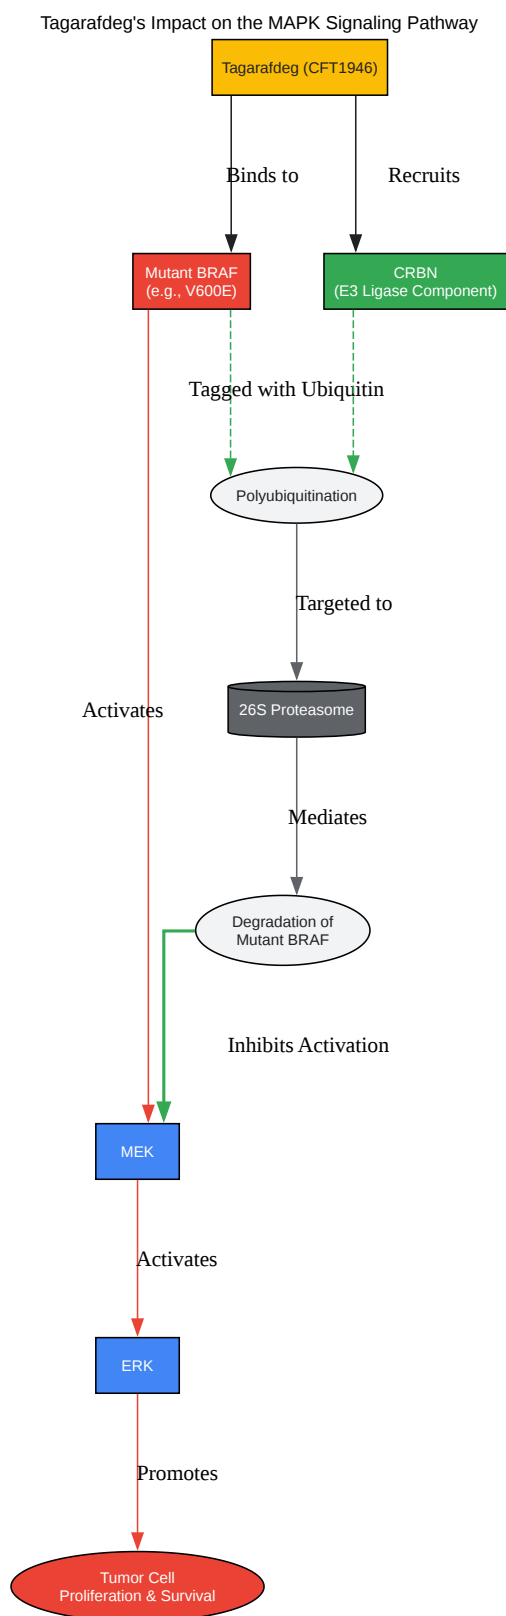 Tagarafdeg's Impact on the MAPK Signaling Pathway
Tagarafdeg (CFT1946)
Binds to
Recruits
Mutant BRAF
(e.g., V600E)
CRBN
(E3 Ligase Component)
Tagged with Ubiquitin
Polyubiquitination
Targeted to
Activates
26S Proteasome
Mediates
Degradation of
Mutant BRAF
Inhibits Activation
MEK
Activates
ERK
Promotes
Tumor Cell
Proliferation & Survival